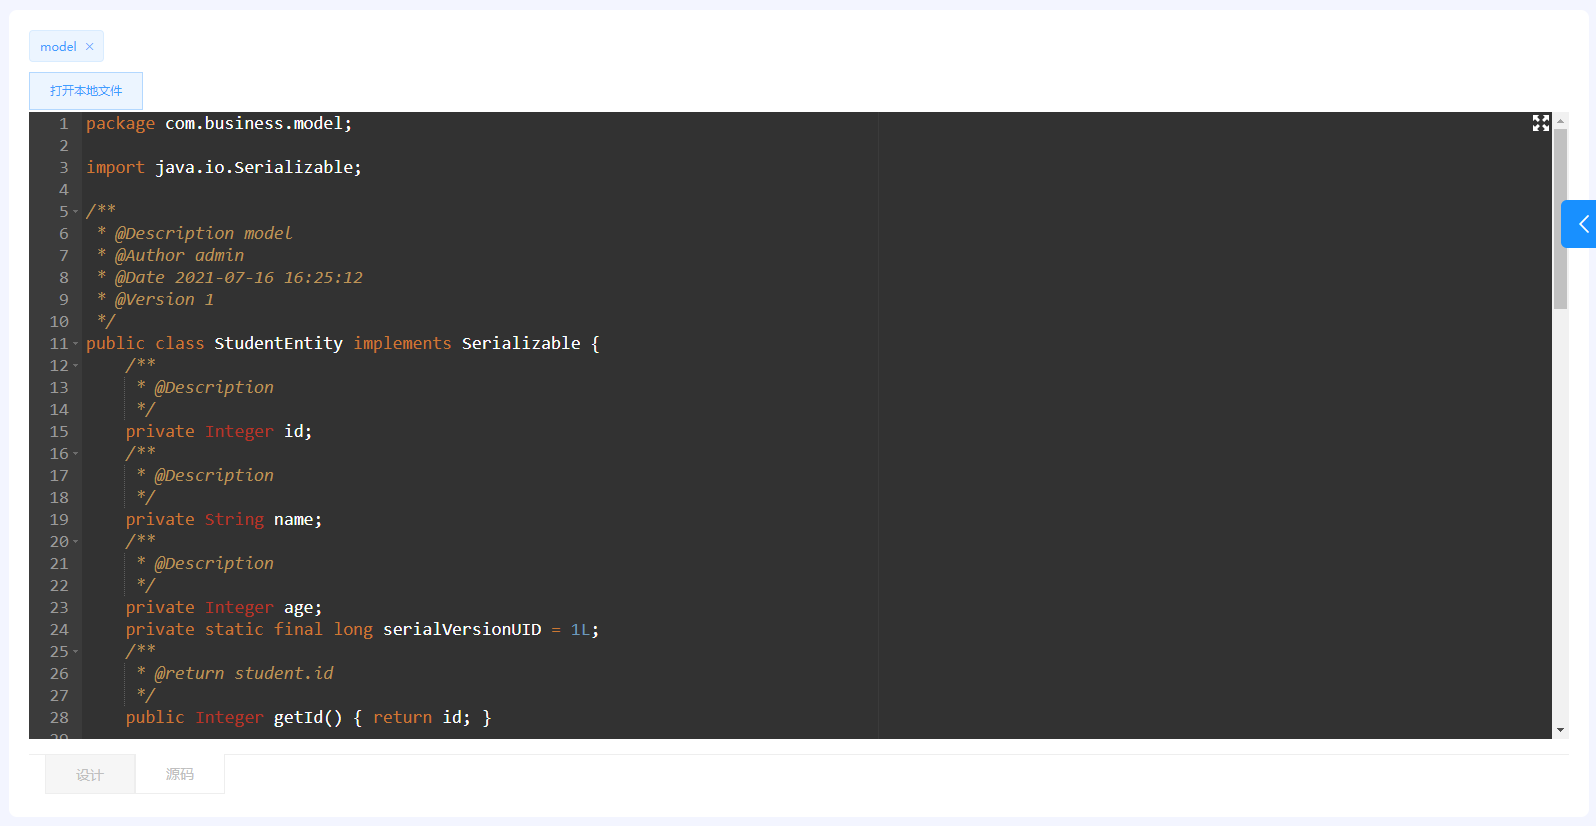 model ×
打开本地文件
1 package com.business.model;
2
3 import java.io.Serializable;
4
5 /**
6  * @Description model
7  * @Author admin
8  * @Date 2021-07-16 16:25:12
9  * @Version 1
10  */
11 public class StudentEntity implements Serializable {
12     /**
13      * @Description
14      */
15     private Integer id;
16     /**
17      * @Description
18      */
19     private String name;
20     /**
21      * @Description
22      */
23     private Integer age;
24     private static final long serialVersionUID = 1L;
25     /**
26      * @return student.id
27      */
28     public Integer getId() { return id; }
29
设计 源码